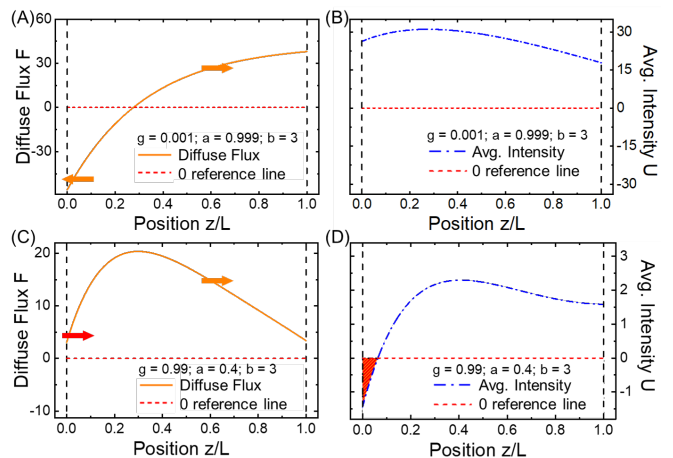 (A)
60
30
0
-30
Diffuse Flux F
g = 0.001; a = 0.999; b = 3
Diffuse Flux
0 reference line
0.0 0.2 0.4 0.6 0.8 1.0
Position z/L
(B)
30
15
0
-15
-30
Avg. Intensity U
g = 0.001; a = 0.999; b = 3
Avg. Intensity
0 reference line
0.0 0.2 0.4 0.6 0.8 1.0
Position z/L
(C)
20
10
0
-10
Diffuse Flux F
g = 0.99; a = 0.4; b = 3
Diffuse Flux
0 reference line
0.0 0.2 0.4 0.6 0.8 1.0
Position z/L
(D)
3
2
1
0
-1
Avg. Intensity U
g = 0.99; a = 0.4; b = 3
Avg. Intensity
0 reference line
0.0 0.2 0.4 0.6 0.8 1.0
Position z/L